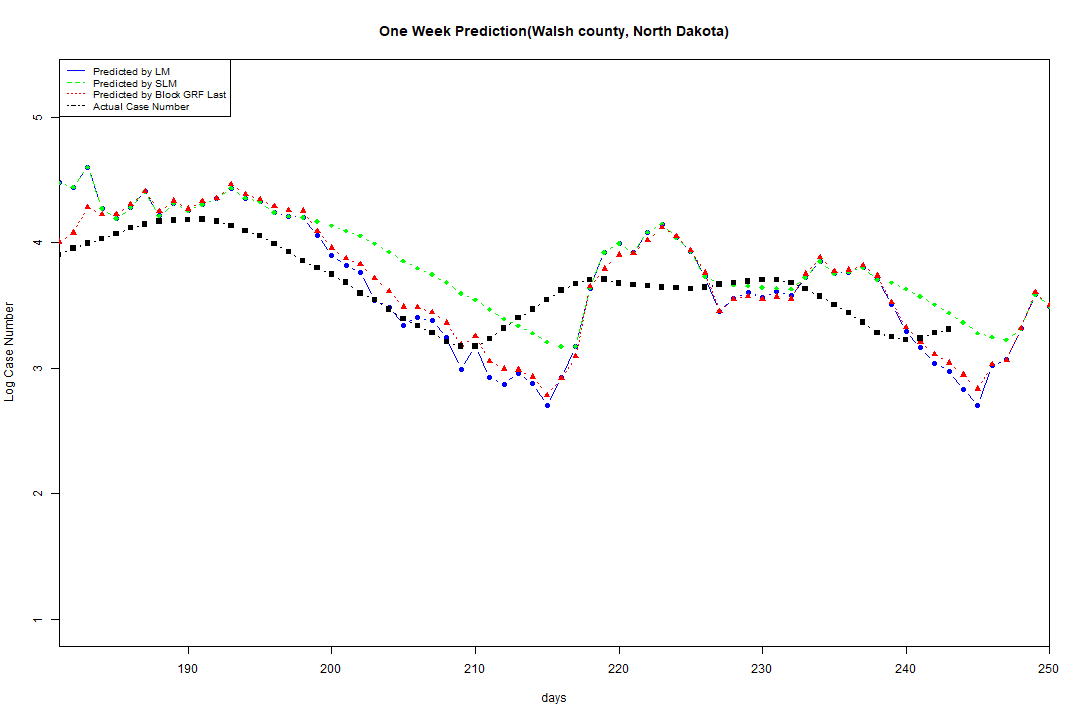 One Week Prediction(Walsh county, North Dakota)
Predicted by LM
Predicted by SLM
Predicted by Block GRF Last
Actual Case Number
Log Case Number
5
4
3
2
1
190 200 210 220 230 240 250
days